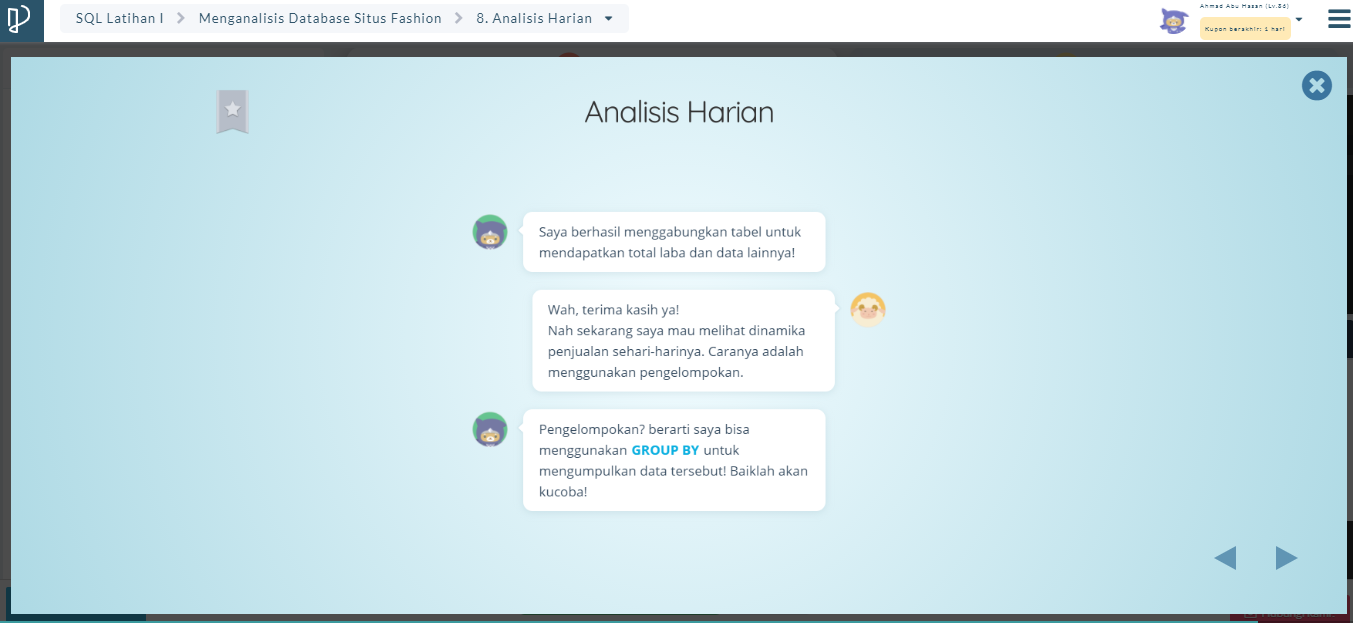 SQL Latihan I > Menganalisis Database Situs Fashion > 8. Analisis Harian
Ahmad Abu Hasan (Lv.86)
Kupon berakhir: 1 hari
Analisis Harian
Saya berhasil menggabungkan tabel untuk
mendapatkan total laba dan data lainnya!
Wah, terima kasih ya!
Nah sekarang saya mau melihat dinamika
penjualan sehari-harinya. Caranya adalah
menggunakan pengelompokan.
Pengelompokan? berarti saya bisa
menggunakan GROUP BY untuk
mengumpulkan data tersebut! Baiklah akan
kucoba!